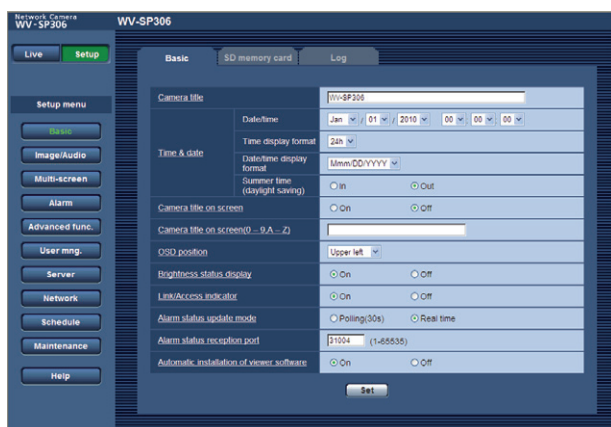 Network Camera
WV-SP306
WV-SP306
Live Setup
Basic SD memory card Log
Setup menu
Basic
Image/Audio
Multi-screen
Alarm
Advanced func.
User mng.
Server
Network
Schedule
Maintenance
Help
Camera title WV-SP306
Time & date
Date/time Jan / 01 / 2010 00 : 00 : 00
Time display format 24h
Date/time display format Mmm/DD/YYYY
Summer time (daylight saving) In Out
Camera title on screen On Off
Camera title on screen(0 – 9,A – Z)
OSD position Upper left
Brightness status display On Off
Link/Access indicator On Off
Alarm status update mode Polling(30s) Real time
Alarm status reception port 31004 (1-65535)
Automatic installation of viewer software On Off
Set